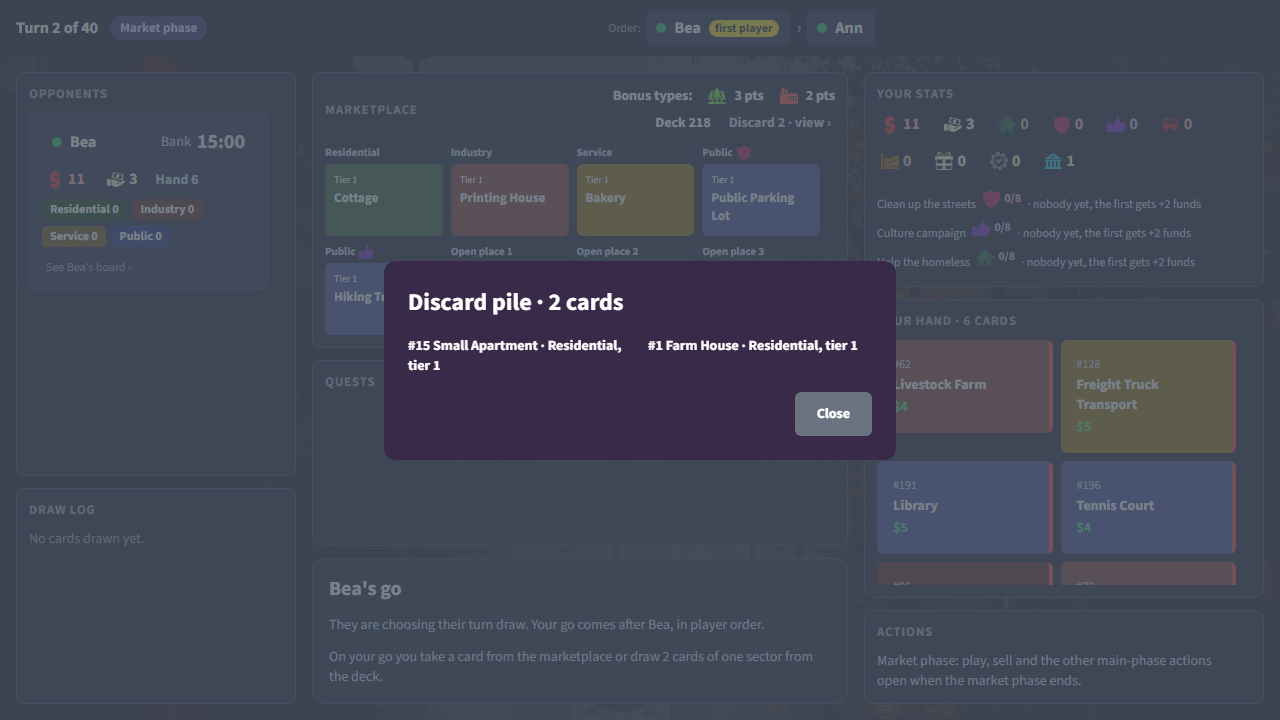 Turn 2 of 40
Market phase
Order:
Bea
first player
›
Ann
OPPONENTS
Bea
Bank 15:00
11
3
Hand 6
Residential 0
Industry 0
Service 0
Public 0
See Bea's board ›
DRAW LOG
No cards drawn yet.
MARKETPLACE
Bonus types:
3 pts
2 pts
Deck 218
Discard 2 · view ›
Residential
Industry
Service
Public
Tier 1
Cottage
Tier 1
Printing House
Tier 1
Bakery
Tier 1
Public Parking
Lot
Public
Open place 1
Open place 2
Open place 3
Tier 1
Hiking
QUESTS
Discard pile · 2 cards
#15 Small Apartment · Residential,
tier 1
#1 Farm House · Residential, tier 1
Close
Bea's go
They are choosing their turn draw. Your go comes after Bea, in player order.
On your go you take a card from the marketplace or draw 2 cards of one sector from
the deck.
YOUR STATS
$ 11
3
0
0
0
0
0
0
0
1
Clean up the streets 0/8 · nobody yet, the first gets +2 funds
Culture campaign 0/8 · nobody yet, the first gets +2 funds
Help the homeless 0/8 · nobody yet, the first gets +2 funds
YOUR HAND · 6 CARDS
#62
Livestock Farm
$4
#128
Freight Truck
Transport
$5
#191
Library
$5
#196
Tennis Court
$4
ACTIONS
Market phase: play, sell and the other main-phase actions
open when the market phase ends.